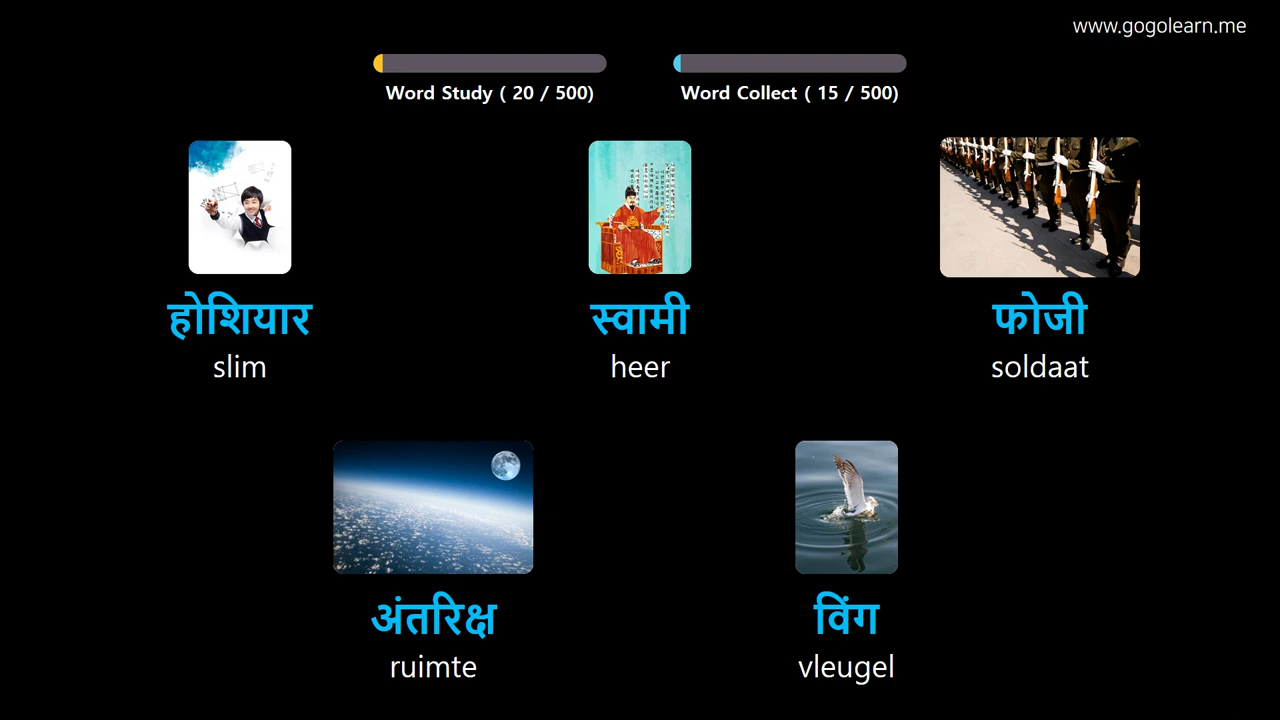 www.gogolearn.me
Word Study ( 20 / 500)
Word Collect ( 15 / 500)
होशियार
स्वामी
फोजी
slim
heer
soldaat
अंतरिक्ष
विंग
ruimte
vleugel